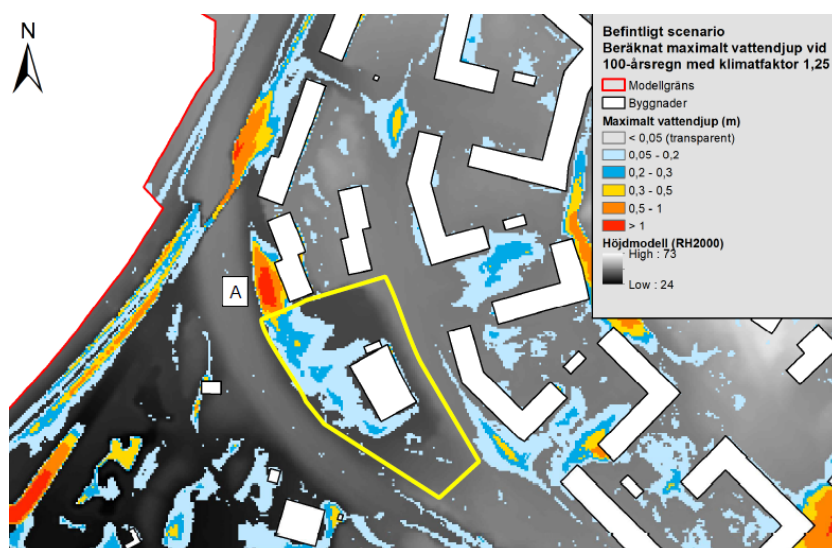 N
Befintligt scenario
Beräknat maximalt vattendjup vid
100-årsregn med klimatfaktor 1,25
Modellgräns
Byggnader
Maximalt vattendjup (m)
< 0,05 (transparent)
0,05 - 0,2
0,2 - 0,3
0,3 - 0,5
0,5 - 1
> 1
Höjdmodell (RH2000)
High : 73
Low : 24
A